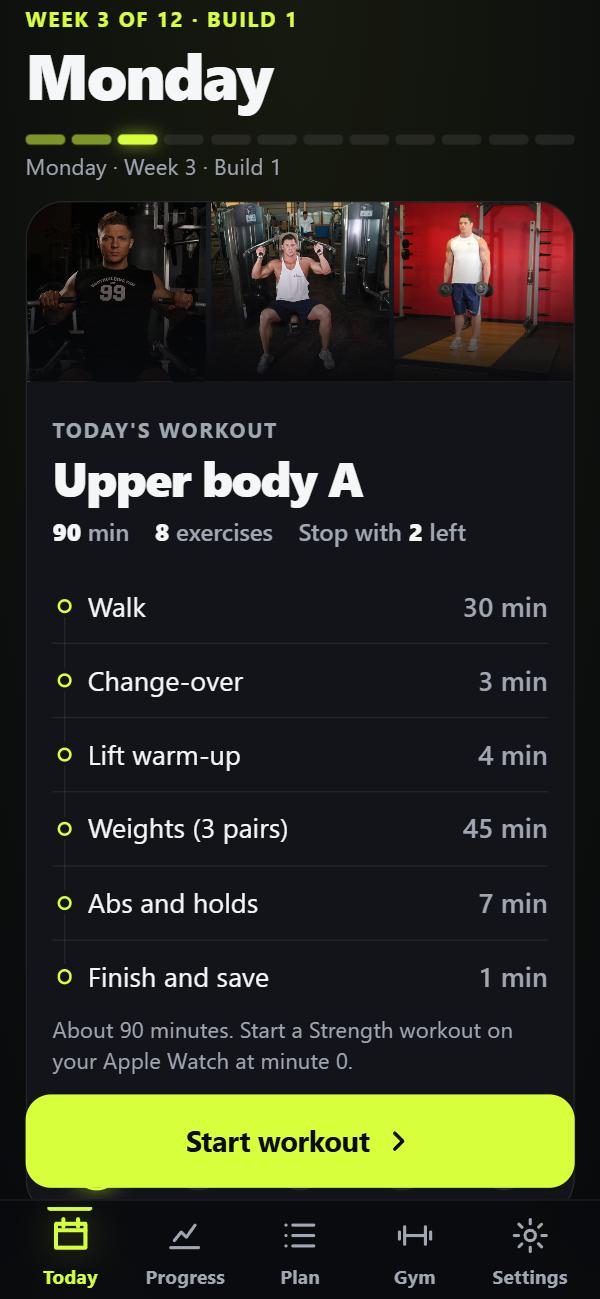 WEEK 3 OF 12 · BUILD 1
Monday
Monday · Week 3 · Build 1
99
TODAY'S WORKOUT
Upper body A
90 min 8 exercises Stop with 2 left
Walk 30 min
Change-over 3 min
Lift warm-up 4 min
Weights (3 pairs) 45 min
Abs and holds 7 min
Finish and save 1 min
About 90 minutes. Start a Strength workout on
your Apple Watch at minute 0.
Start workout
Today Progress Plan Gym Settings